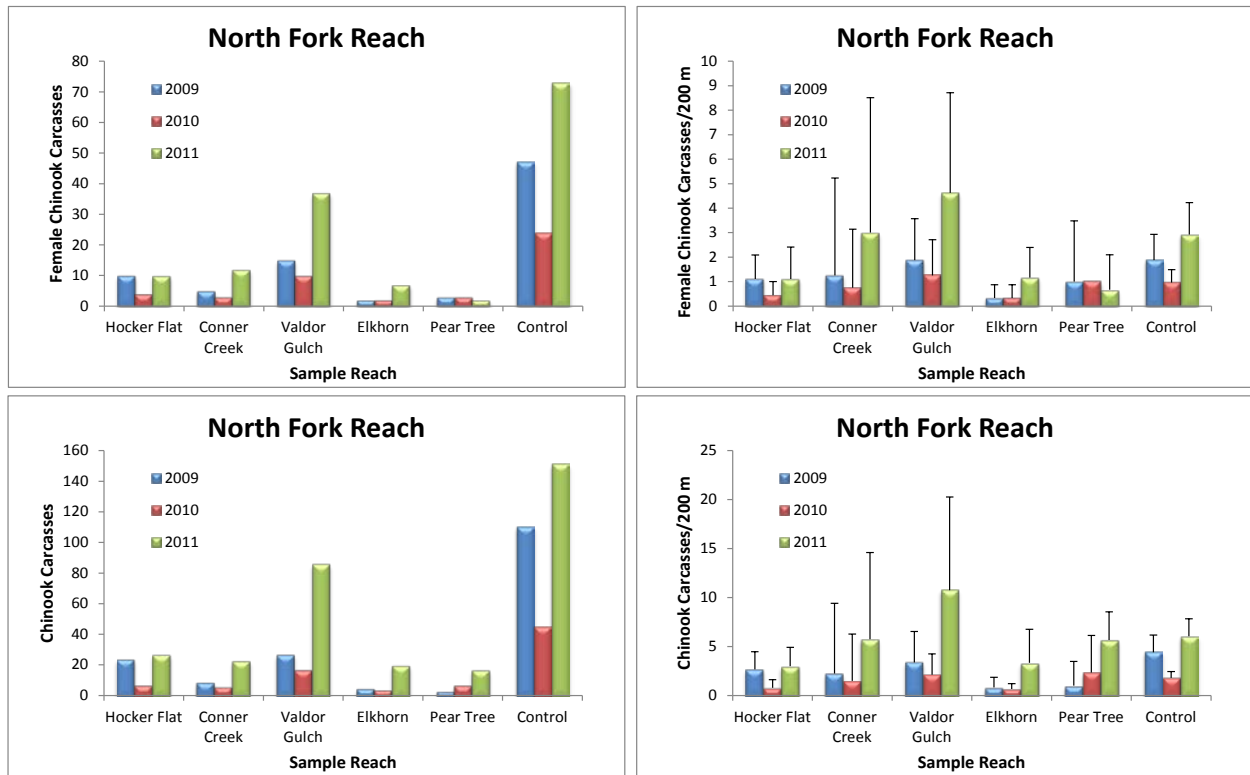 North Fork Reach
Female Chinook Carcasses
80
70
60
50
40
30
20
10
0
2009
2010
2011
Hocker Flat Conner Creek Valdor Gulch Elkhorn Pear Tree Control
Sample Reach
North Fork Reach
Female Chinook Carcasses/200 m
10
9
8
7
6
5
4
3
2
1
0
2009
2010
2011
Hocker Flat Conner Creek Valdor Gulch Elkhorn Pear Tree Control
Sample Reach
North Fork Reach
Chinook Carcasses
160
140
120
100
80
60
40
20
0
2009
2010
2011
Hocker Flat Conner Creek Valdor Gulch Elkhorn Pear Tree Control
Sample Reach
North Fork Reach
Chinook Carcasses/200 m
25
20
15
10
5
0
2009
2010
2011
Hocker Flat Conner Creek Valdor Gulch Elkhorn Pear Tree Control
Sample Reach